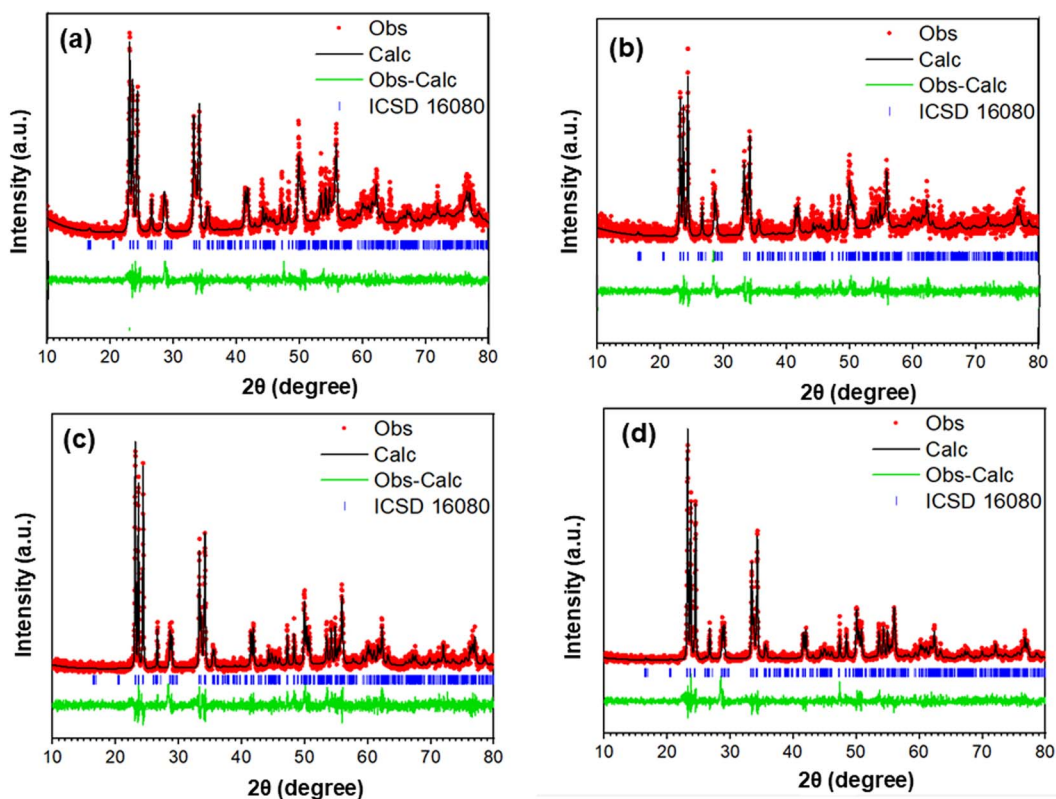 (a)
Obs
Calc
Obs-Calc
ICSD 16080
Intensity (a.u.)
10 20 30 40 50 60 70 80
2θ (degree)
(b)
Obs
Calc
Obs-Calc
ICSD 16080
Intensity (a.u.)
10 20 30 40 50 60 70 80
2θ (degree)
(c)
Obs
Calc
Obs-Calc
ICSD 16080
Intensity (a.u.)
10 20 30 40 50 60 70 80
2θ (degree)
(d)
Obs
Calc
Obs-Calc
ICSD 16080
Intensity (a.u.)
10 20 30 40 50 60 70 80
2θ (degree)